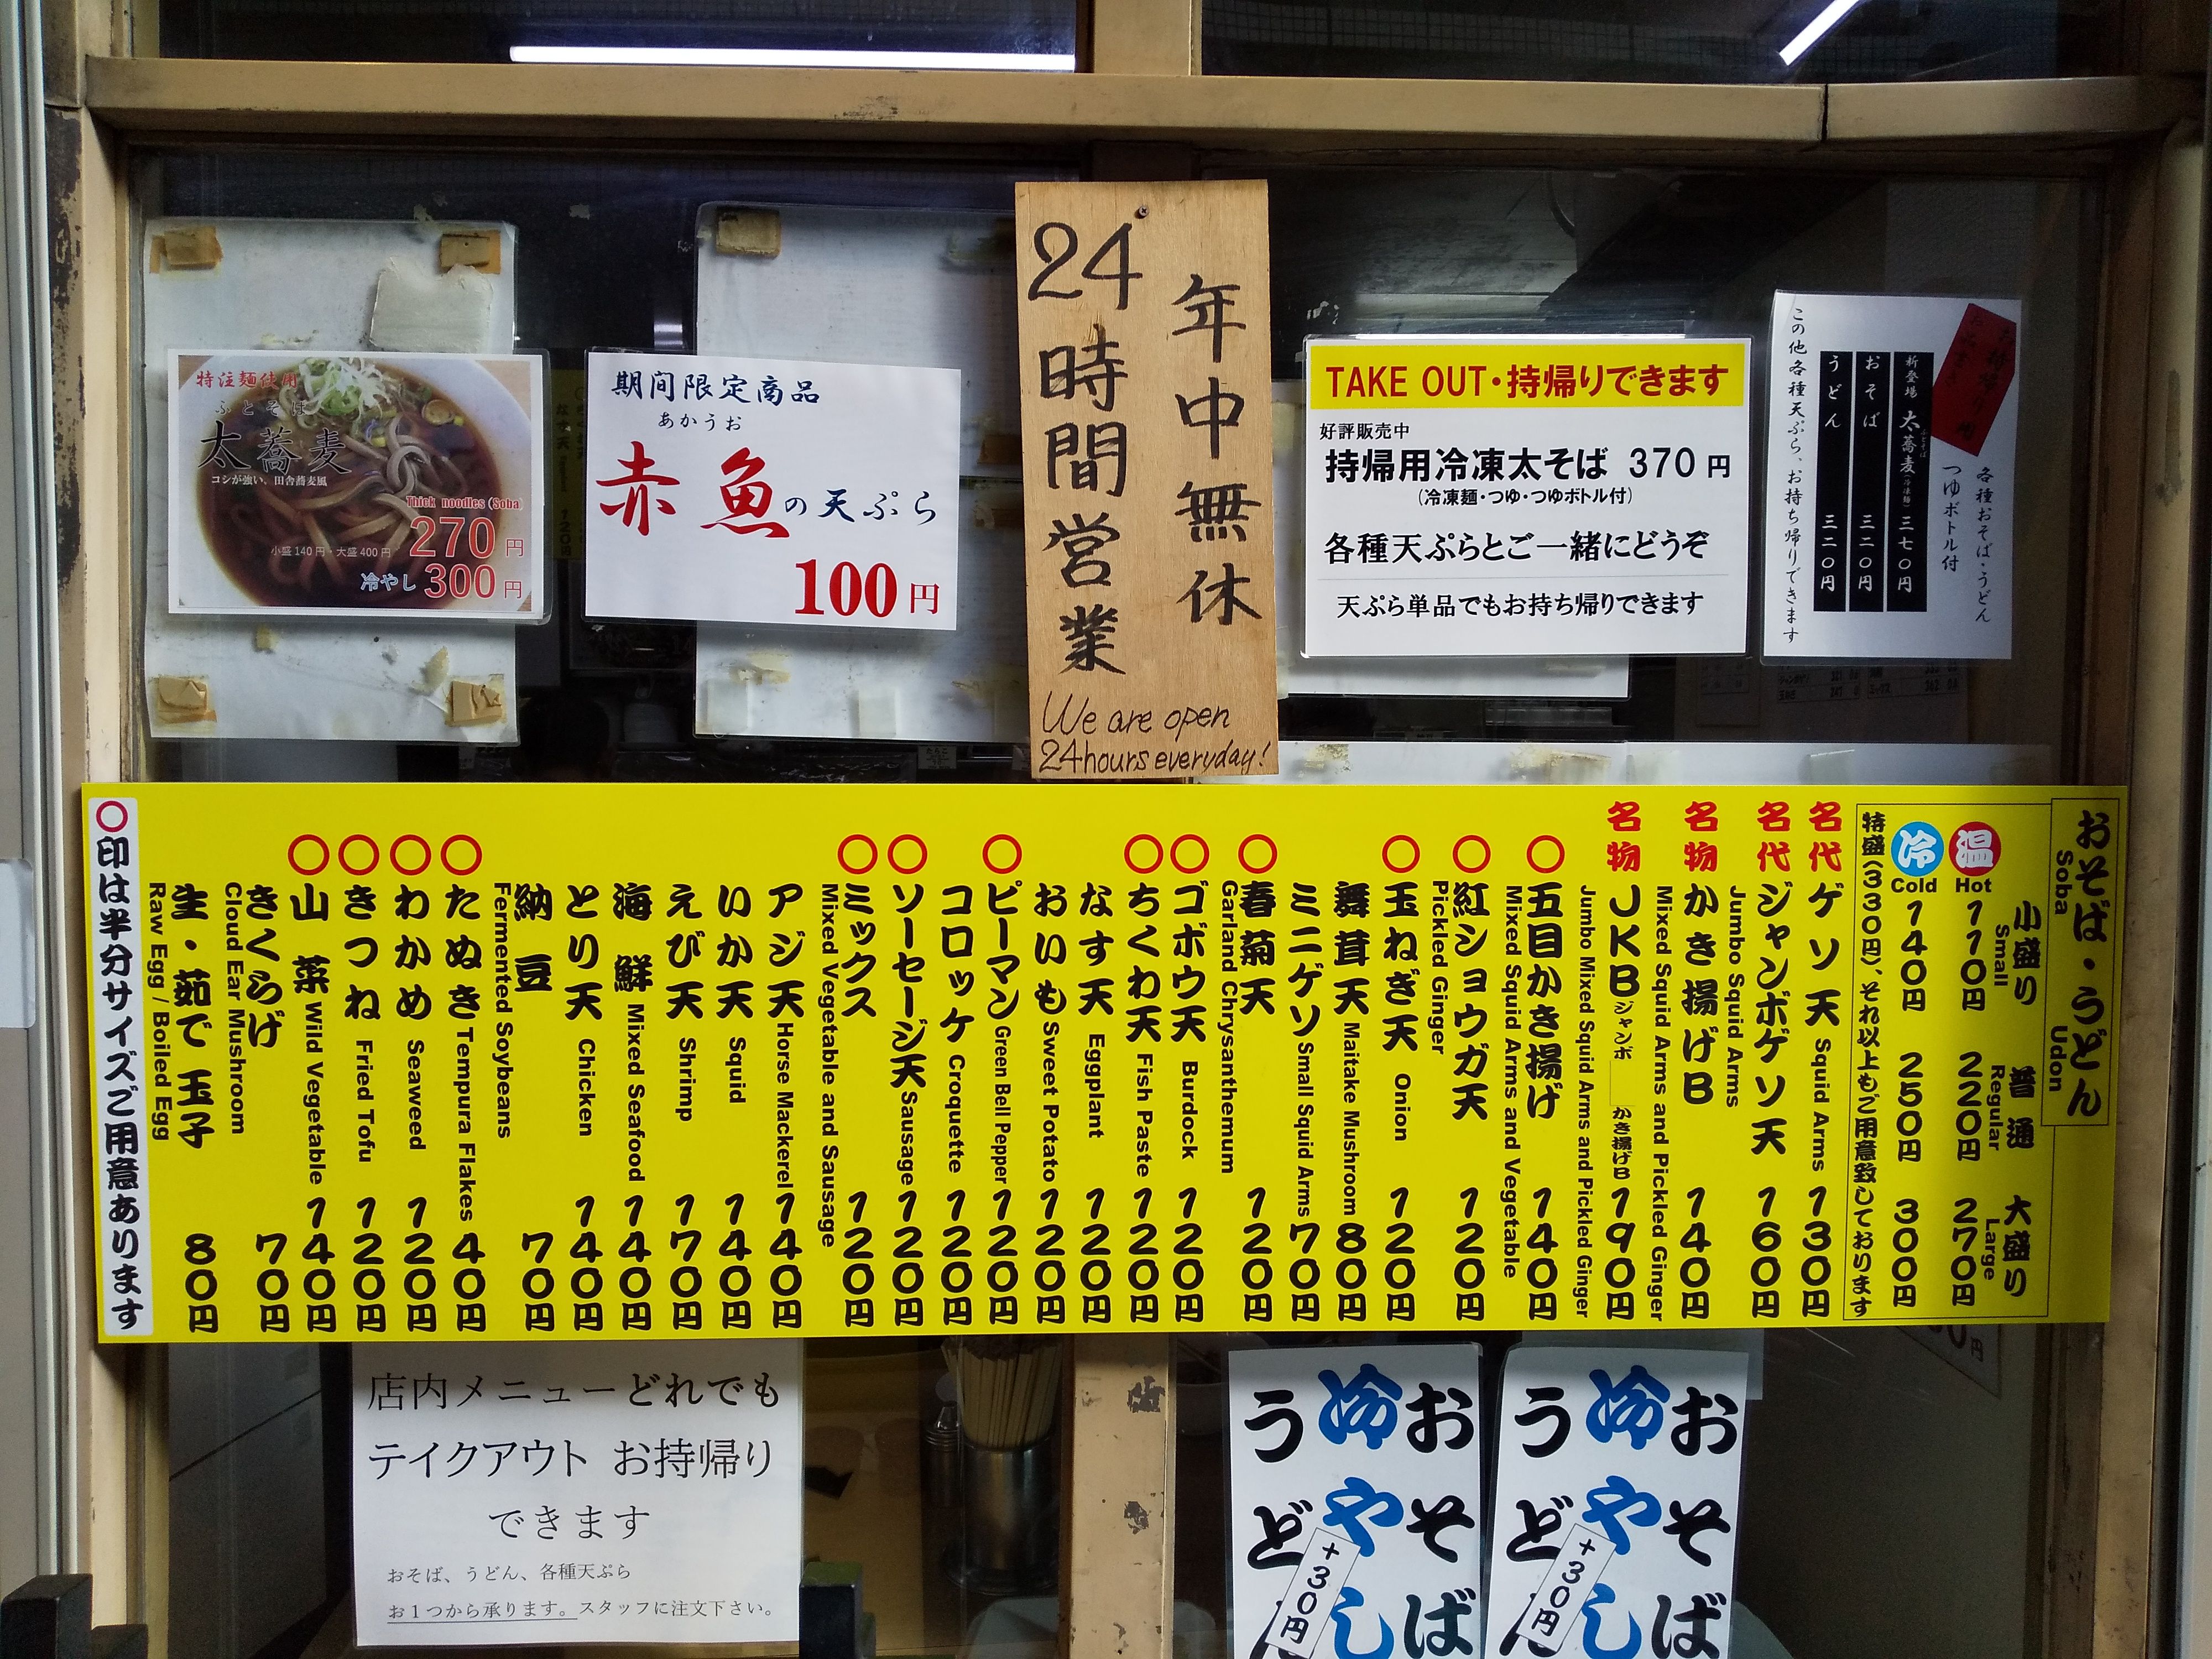 特注麺使用
ふとそば
太蕎麦
コシが強い、田舎蕎麦風
Thick noodles (Soba)
270円
小盛140円・大盛400円
冷やし300円
期間限定商品
あかうお
赤魚の天ぷら
100円
年中無休
24時間営業
We are open
24hours everyday!
TAKE OUT・持帰りできます
好評販売中
持帰用冷凍太そば 370円
(冷凍麺・つゆ・つゆボトル付)
各種天ぷらとご一緒にどうぞ
天ぷら単品でもお持ち帰りできます
各種おそば・うどん
つゆボトル付
新登場 太蕎麦 三七〇円
おそば 三二〇円
うどん 三二〇円
この他各種天ぷら、お持ち帰りできます
おそば・うどん
Soba Udon
小盛り 普通 大盛り
Small Regular Large
温 Hot 110円 220円 270円
冷 Cold 140円 250円 300円
特盛(330円)、それ以上もご用意致しております
名代 ゲソ天 Squid Arms 130円
名代 ジャンボゲソ天 160円
Jumbo Squid Arms
名物 かき揚げB 140円
Mixed Squid Arms and Pickled Ginger
名物 JKB ジャンボ かき揚げB 190円
Jumbo Mixed Squid Arms and Pickled Ginger
○五目かき揚げ 140円
Mixed Squid Arms and Vegetable
○紅ショウガ天 120円
Pickled Ginger
○玉ねぎ天 Onion 120円
舞茸天 Maitake Mushroom 80円
ミニゲソ Small Squid Arms 70円
○春菊天 120円
Garland Chrysanthemum
○ゴボウ天 Burdock 120円
○ちくわ天 Fish Paste 120円
なす天 Eggplant 120円
おいも Sweet Potato 120円
○ピーマン Green Bell Pepper 120円
コロッケ Croquette 120円
○ソーセージ天 Sausage 120円
○ミックス 120円
Mixed Vegetable and Sausage
アジ天 Horse Mackerel 140円
いか天 Squid 140円
えび天 Shrimp 170円
海鮮 Mixed Seafood 140円
とり天 Chicken 140円
納豆 70円
Fermented Soybeans
○たぬき Tempura Flakes 40円
○わかめ Seaweed 120円
○きつね Fried Tofu 120円
○山菜 Wild Vegetable 140円
きくらげ 70円
Cloud Ear Mushroom
生・茹で玉子 80円
Raw Egg / Boiled Egg
○印は半分サイズご用意あります
店内メニューどれでも
テイクアウト お持帰り
できます
おそば、うどん、各種天ぷら
お1つから承ります。スタッフに注文下さい。
おそば
冷やし
うど
+30円
おそば
冷やし
うど
+30円